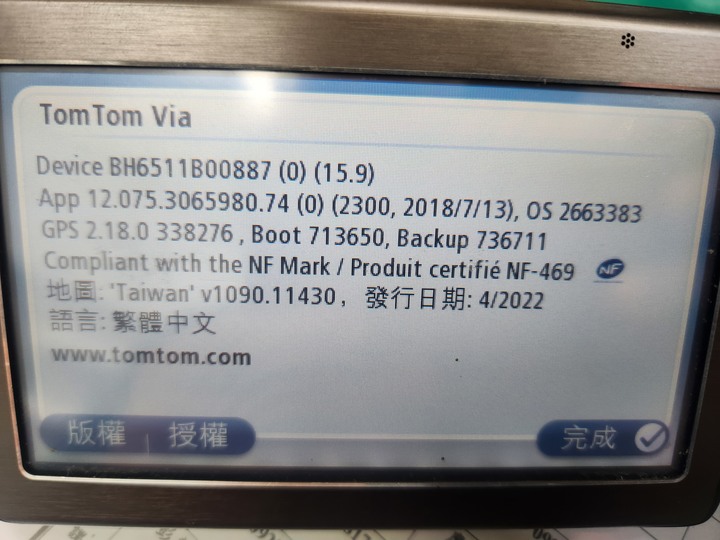 TomTom Via
Device BH6511B00887 (0) (15.9)
App 12.075.3065980.74 (0) (2300, 2018/7/13), OS 2663383
GPS 2.18.0 338276 , Boot 713650, Backup 736711
Compliant with the NF Mark / Produit certifié NF-469 NF
地圖: 'Taiwan' v1090.11430， 發行日期: 4/2022
語言: 繁體中文
www.tomtom.com
版權 授權 完成